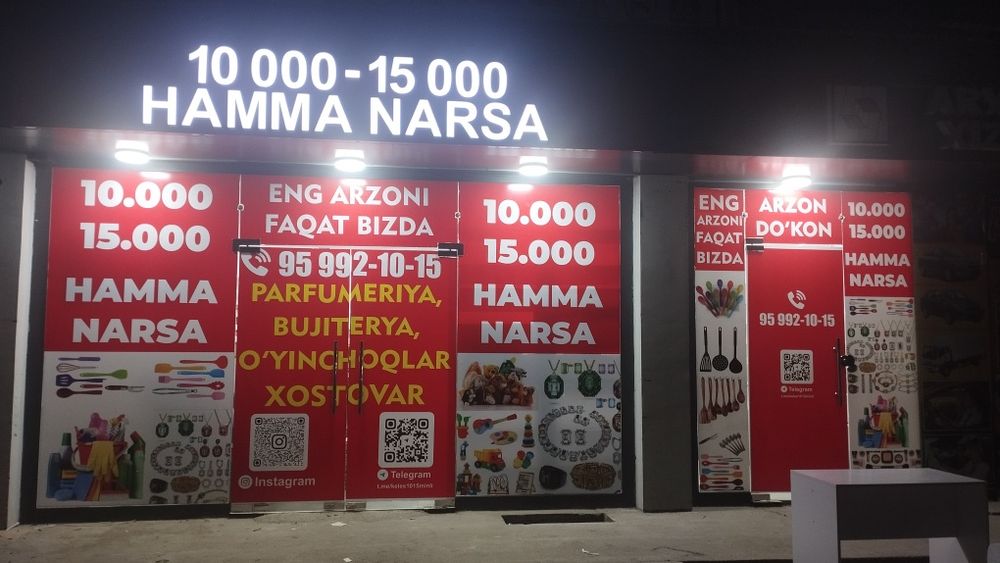 10 000-15 000
HAMMA NARSA
10.000
15.000
HAMMA
NARSA
ENG ARZONI
FAQAT BIZDA
95 992-10-15
PARFUMERIYA,
BUJITERYA,
O‘YINCHOQLAR
XOSTOVAR
Instagram
Telegram
10.000
15.000
HAMMA
NARSA
ENG
ARZONI
FAQAT
BIZDA
ARZON
DO‘KON
95 992-10-15
Telegram
10.000
15.000
HAMMA
NARSA